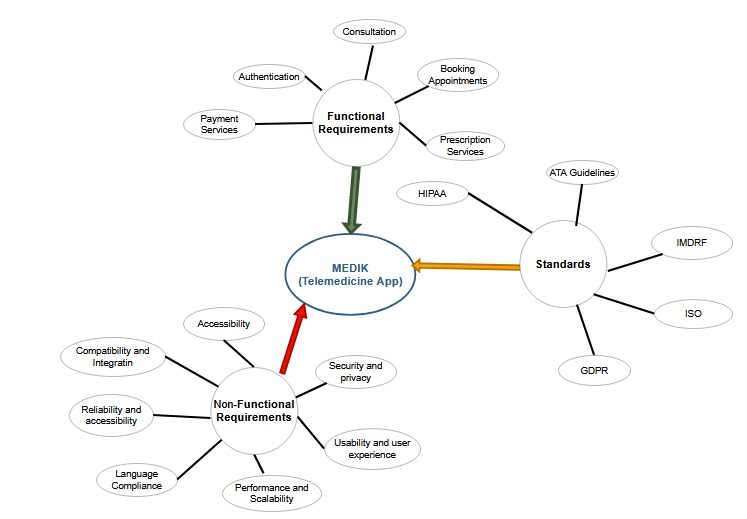 Consultation
Booking
Appointments
Authentication
Functional
Requirements
Payment
Services
Prescription
Services
ATA Guidelines
HIPAA
IMDRF
Standards
ISO
GDPR
MEDIK
(Telemedicine App)
Accessibility
Compatibility and
Integratin
Security and
privacy
Non-Functional
Requirements
Reliability and
accessibility
Usability and user
experience
Language
Compliance
Performance and
Scalability